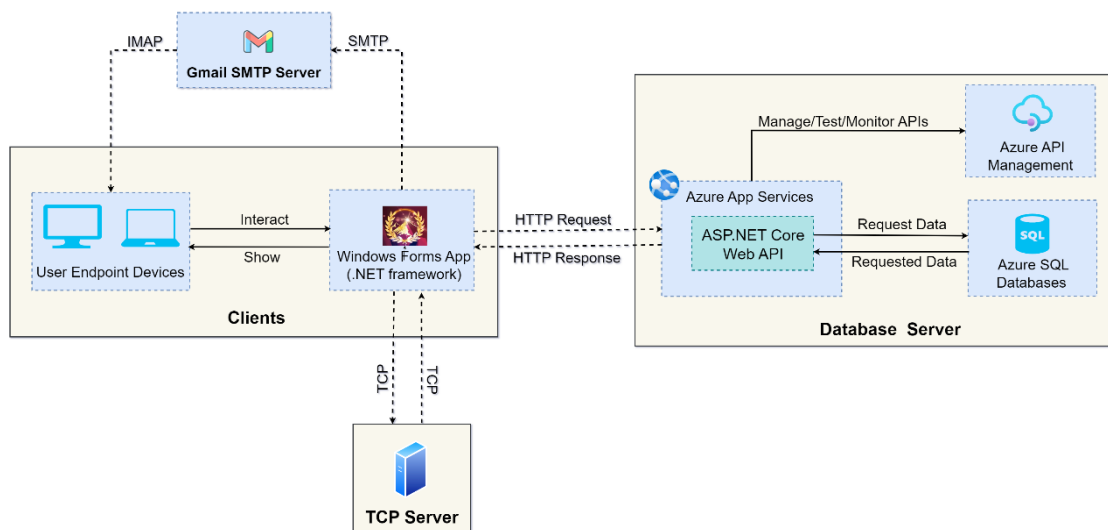 IMAP
SMTP
Gmail SMTP Server
Manage/Test/Monitor APIs
Azure API
Management
Azure App Services
Interact
Show
User Endpoint Devices
Windows Forms App
(.NET framework)
HTTP Request
HTTP Response
ASP.NET Core
Web API
Request Data
Requested Data
SQL
Azure SQL
Databases
Clients
Database Server
TCP
TCP
TCP Server